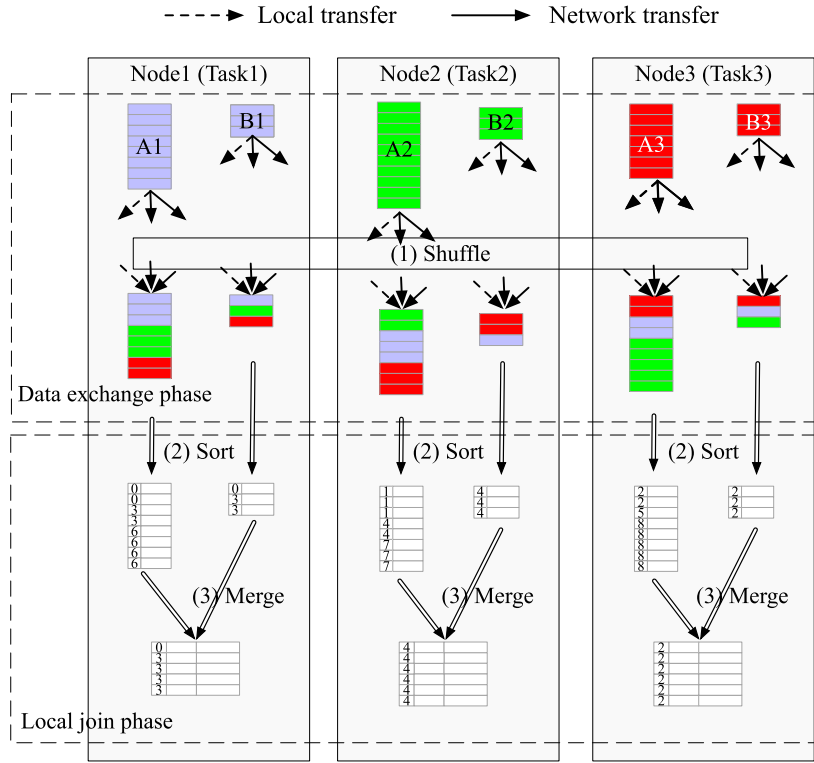 Local transfer
Network transfer
Node1 (Task1)
Node2 (Task2)
Node3 (Task3)
A1
B1
A2
B2
A3
B3
(1) Shuffle
Data exchange phase
(2) Sort
(2) Sort
(2) Sort
0
0
3
3
6
6
6
6
0
3
3
1
1
1
4
4
7
7
7
4
4
4
2
2
5
8
8
8
8
8
2
2
2
(3) Merge
(3) Merge
(3) Merge
0
3
3
3
3
4
4
4
4
4
4
2
2
2
2
2
2
Local join phase